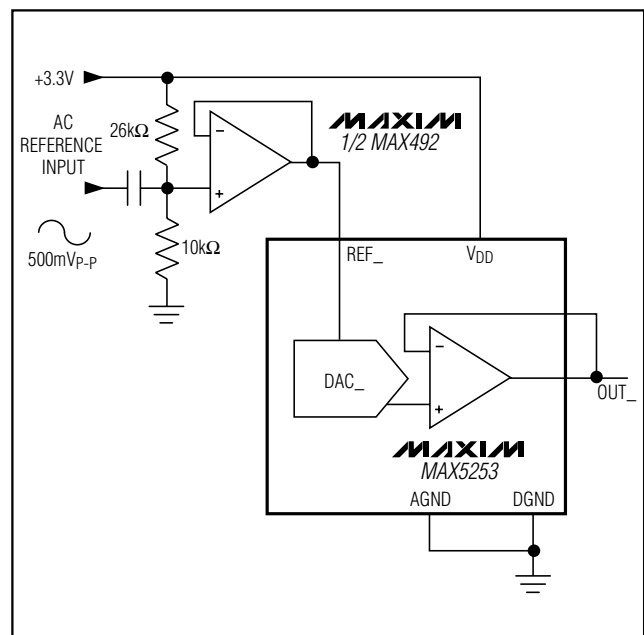 +3.3V
AC
REFERENCE
INPUT
26kΩ
−
+
MAXIM
1/2 MAX492
500mVP-P
10kΩ
REF_
VDD
DAC_
−
+
OUT_
MAXIM
MAX5253
AGND
DGND